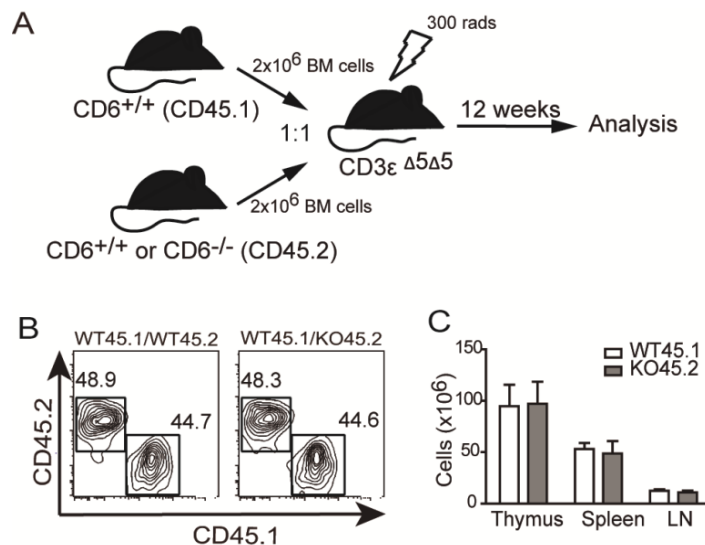 A
300 rads
2x10⁶ BM cells
CD6+/+ (CD45.1)
12 weeks
Analysis
1:1
CD3ε Δ5Δ5
2x10⁶ BM cells
CD6+/+ or CD6-/- (CD45.2)
B
WT45.1/WT45.2
WT45.1/KO45.2
48.9
44.7
48.3
44.6
CD45.2
CD45.1
C
WT45.1
KO45.2
Cells (x10⁶)
150
100
50
0
Thymus Spleen LN